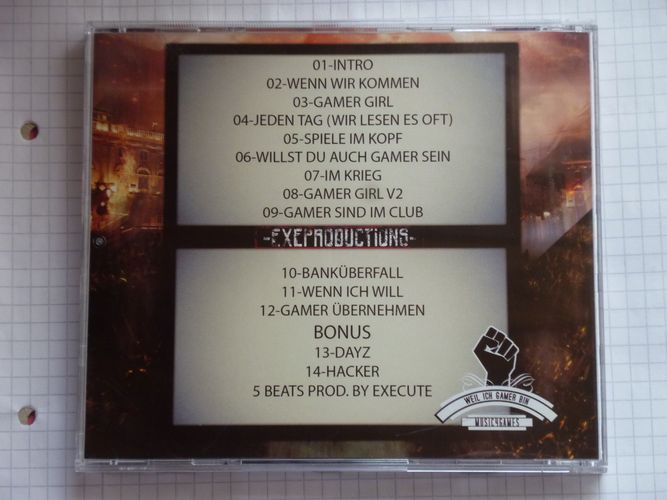 01-INTRO
02-WENN WIR KOMMEN
03-GAMER GIRL
04-JEDEN TAG (WIR LESEN ES OFT)
05-SPIELE IM KOPF
06-WILLST DU AUCH GAMER SEIN
07-IM KRIEG
08-GAMER GIRL V2
09-GAMER SIND IM CLUB
-EXEPRODUCTIONS-
10-BANKÜBERFALL
11-WENN ICH WILL
12-GAMER ÜBERNEHMEN
BONUS
13-DAYZ
14-HACKER
5 BEATS PROD. BY EXECUTE
WEIL ICH GAMER BIN
MUSIC4GAMES